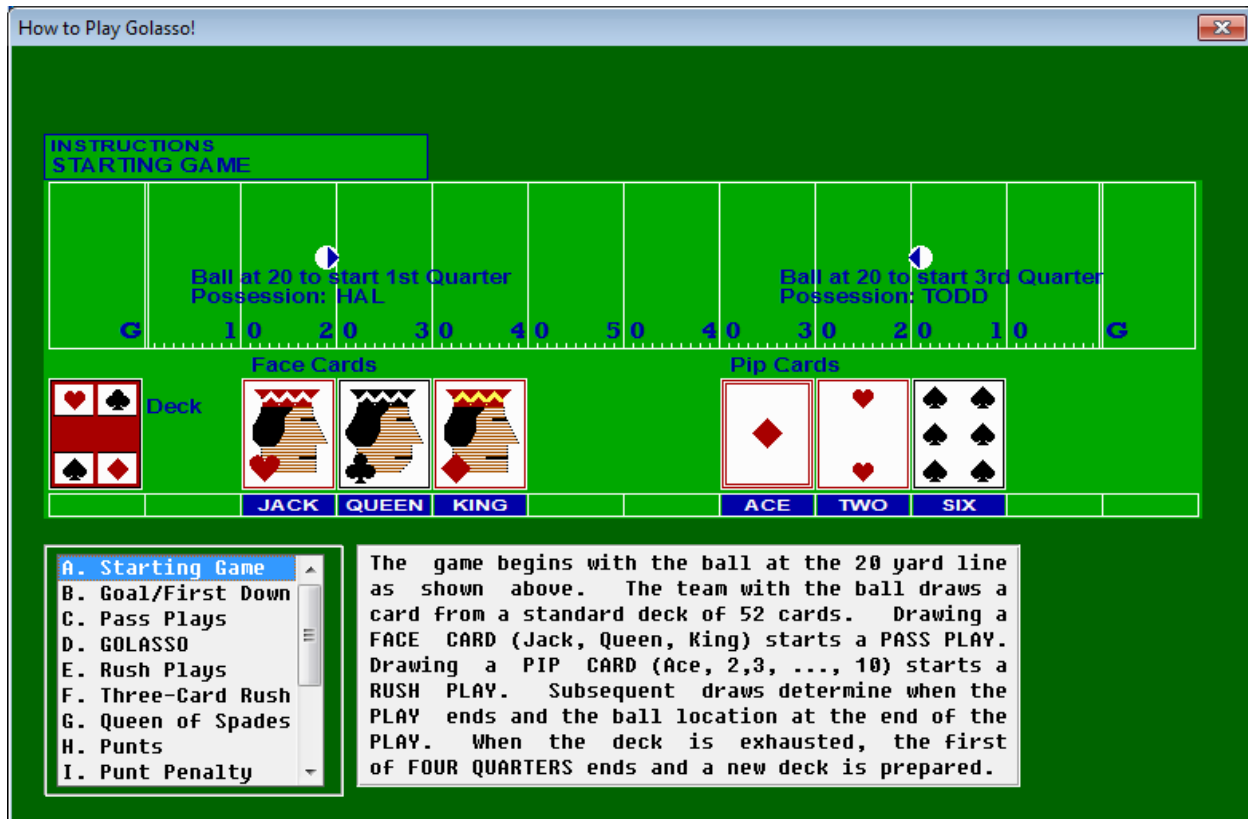 How to Play Golasso!
INSTRUCTIONS
STARTING GAME
Ball at 20 to start 1st Quarter
Possession: HAL
Ball at 20 to start 3rd Quarter
Possession: TODD
G 10 20 30 40 50 40 30 20 10 G
Face Cards
Pip Cards
Deck
JACK QUEEN KING ACE TWO SIX
A. Starting Game
B. Goal/First Down
C. Pass Plays
D. GOLASSO
E. Rush Plays
F. Three-Card Rush
G. Queen of Spades
H. Punts
I. Punt Penalty
The game begins with the ball at the 20 yard line
as shown above. The team with the ball draws a
card from a standard deck of 52 cards. Drawing a
FACE CARD (Jack, Queen, King) starts a PASS PLAY.
Drawing a PIP CARD (Ace, 2,3, ..., 10) starts a
RUSH PLAY. Subsequent draws determine when the
PLAY ends and the ball location at the end of the
PLAY. When the deck is exhausted, the first
of FOUR QUARTERS ends and a new deck is prepared.